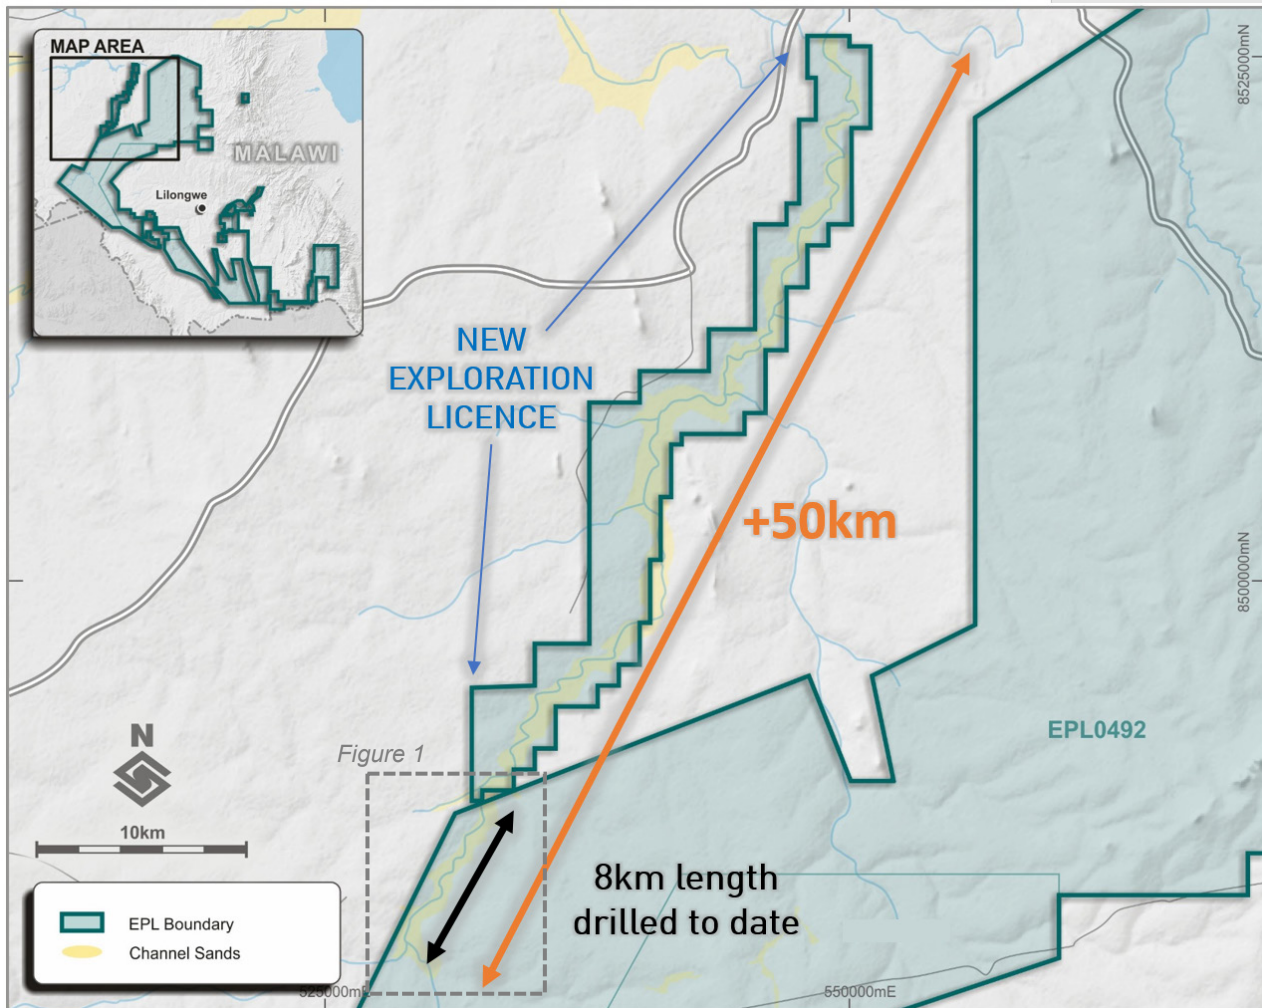 MAP AREA
MALAWI
Lilongwe
8525000mN
NEW
EXPLORATION
LICENCE
+50km
8500000mN
EPL0492
N
Figure 1
10km
8km length
drilled to date
EPL Boundary
Channel Sands
525000mE
550000mE